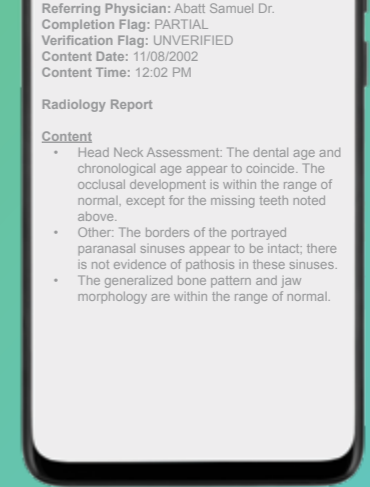 Referring Physician: Abatt Samuel Dr.
Completion Flag: PARTIAL
Verification Flag: UNVERIFIED
Content Date: 11/08/2002
Content Time: 12:02 PM
Radiology Report
Content
• Head Neck Assessment: The dental age and
chronological age appear to coincide. The
occlusal development is within the range of
normal, except for the missing teeth noted
above.
• Other: The borders of the portrayed
paranasal sinuses appear to be intact; there
is not evidence of pathosis in these sinuses.
• The generalized bone pattern and jaw
morphology are within the range of normal.